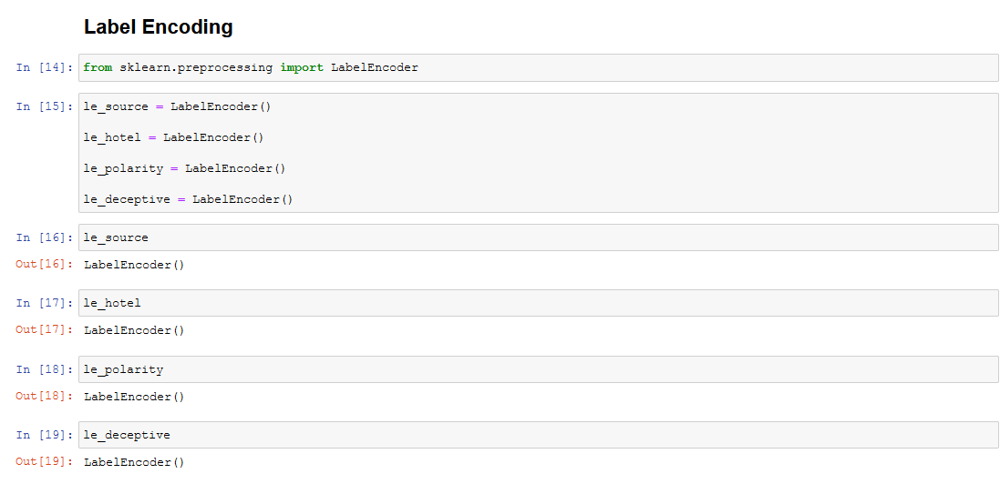 Label Encoding
In [14]: from sklearn.preprocessing import LabelEncoder
In [15]: le_source = LabelEncoder()
le_hotel = LabelEncoder()
le_polarity = LabelEncoder()
le_deceptive = LabelEncoder()
In [16]: le_source
Out[16]: LabelEncoder()
In [17]: le_hotel
Out[17]: LabelEncoder()
In [18]: le_polarity
Out[18]: LabelEncoder()
In [19]: le_deceptive
Out[19]: LabelEncoder()